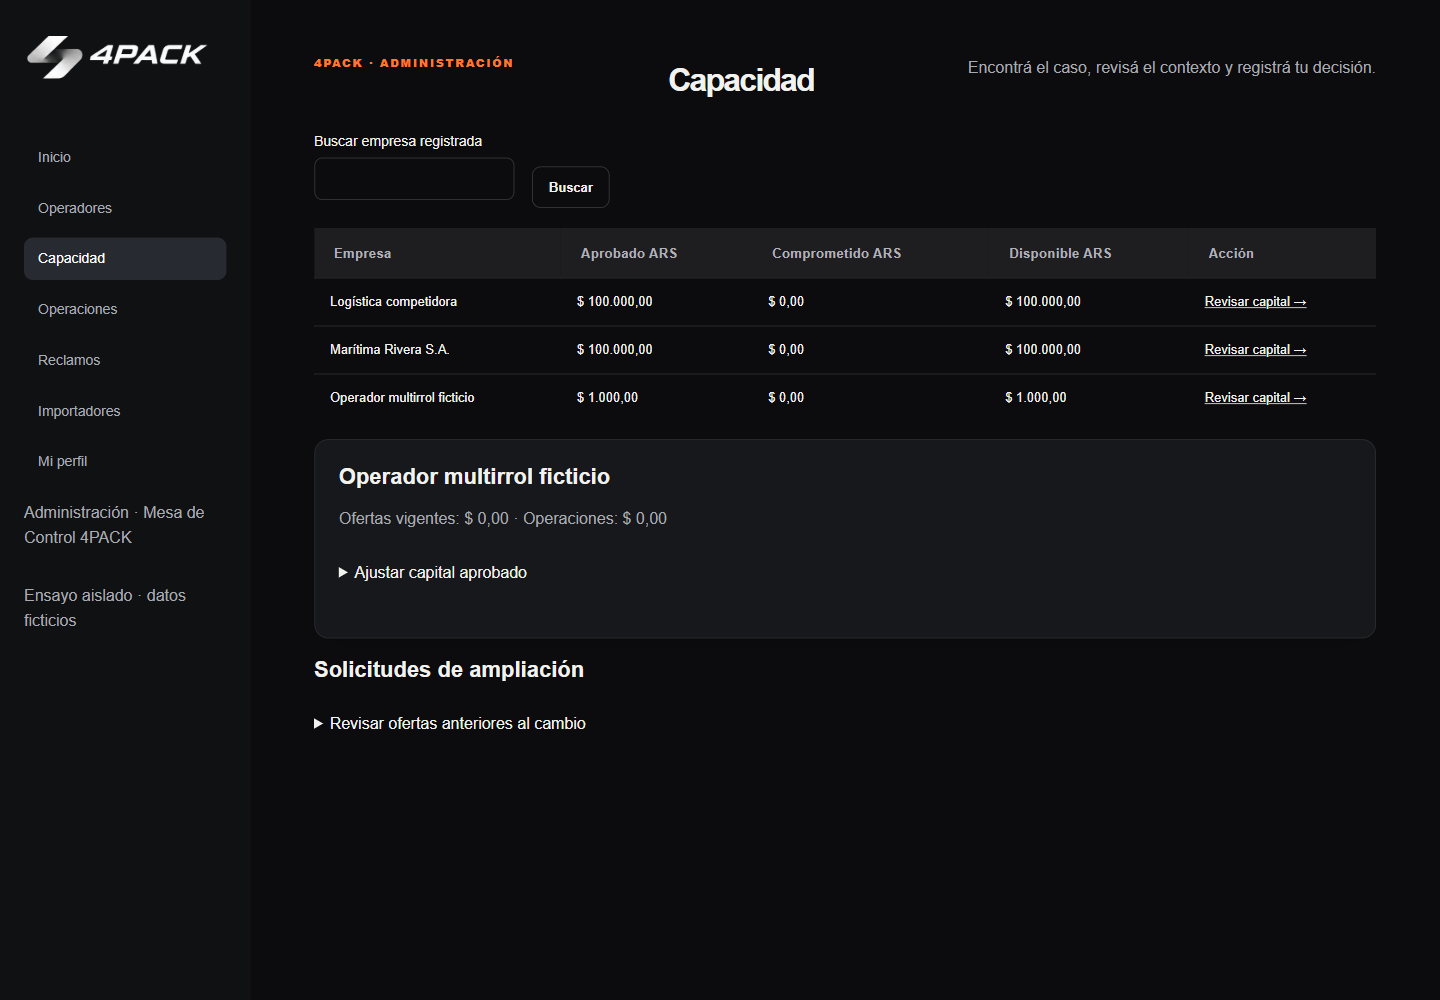 4PACK
Inicio
Operadores
Capacidad
Operaciones
Reclamos
Importadores
Mi perfil
Administración · Mesa de
Control 4PACK
Ensayo aislado · datos
ficticios
4PACK · ADMINISTRACIÓN
Capacidad
Encontrá el caso, revisá el contexto y registrá tu decisión.
Buscar empresa registrada
Buscar
Empresa Aprobado ARS Comprometido ARS Disponible ARS Acción
Logística competidora $ 100.000,00 $ 0,00 $ 100.000,00 Revisar capital →
Marítima Rivera S.A. $ 100.000,00 $ 0,00 $ 100.000,00 Revisar capital →
Operador multirrol ficticio $ 1.000,00 $ 0,00 $ 1.000,00 Revisar capital →
Operador multirrol ficticio
Ofertas vigentes: $ 0,00 · Operaciones: $ 0,00
▶ Ajustar capital aprobado
Solicitudes de ampliación
▶ Revisar ofertas anteriores al cambio